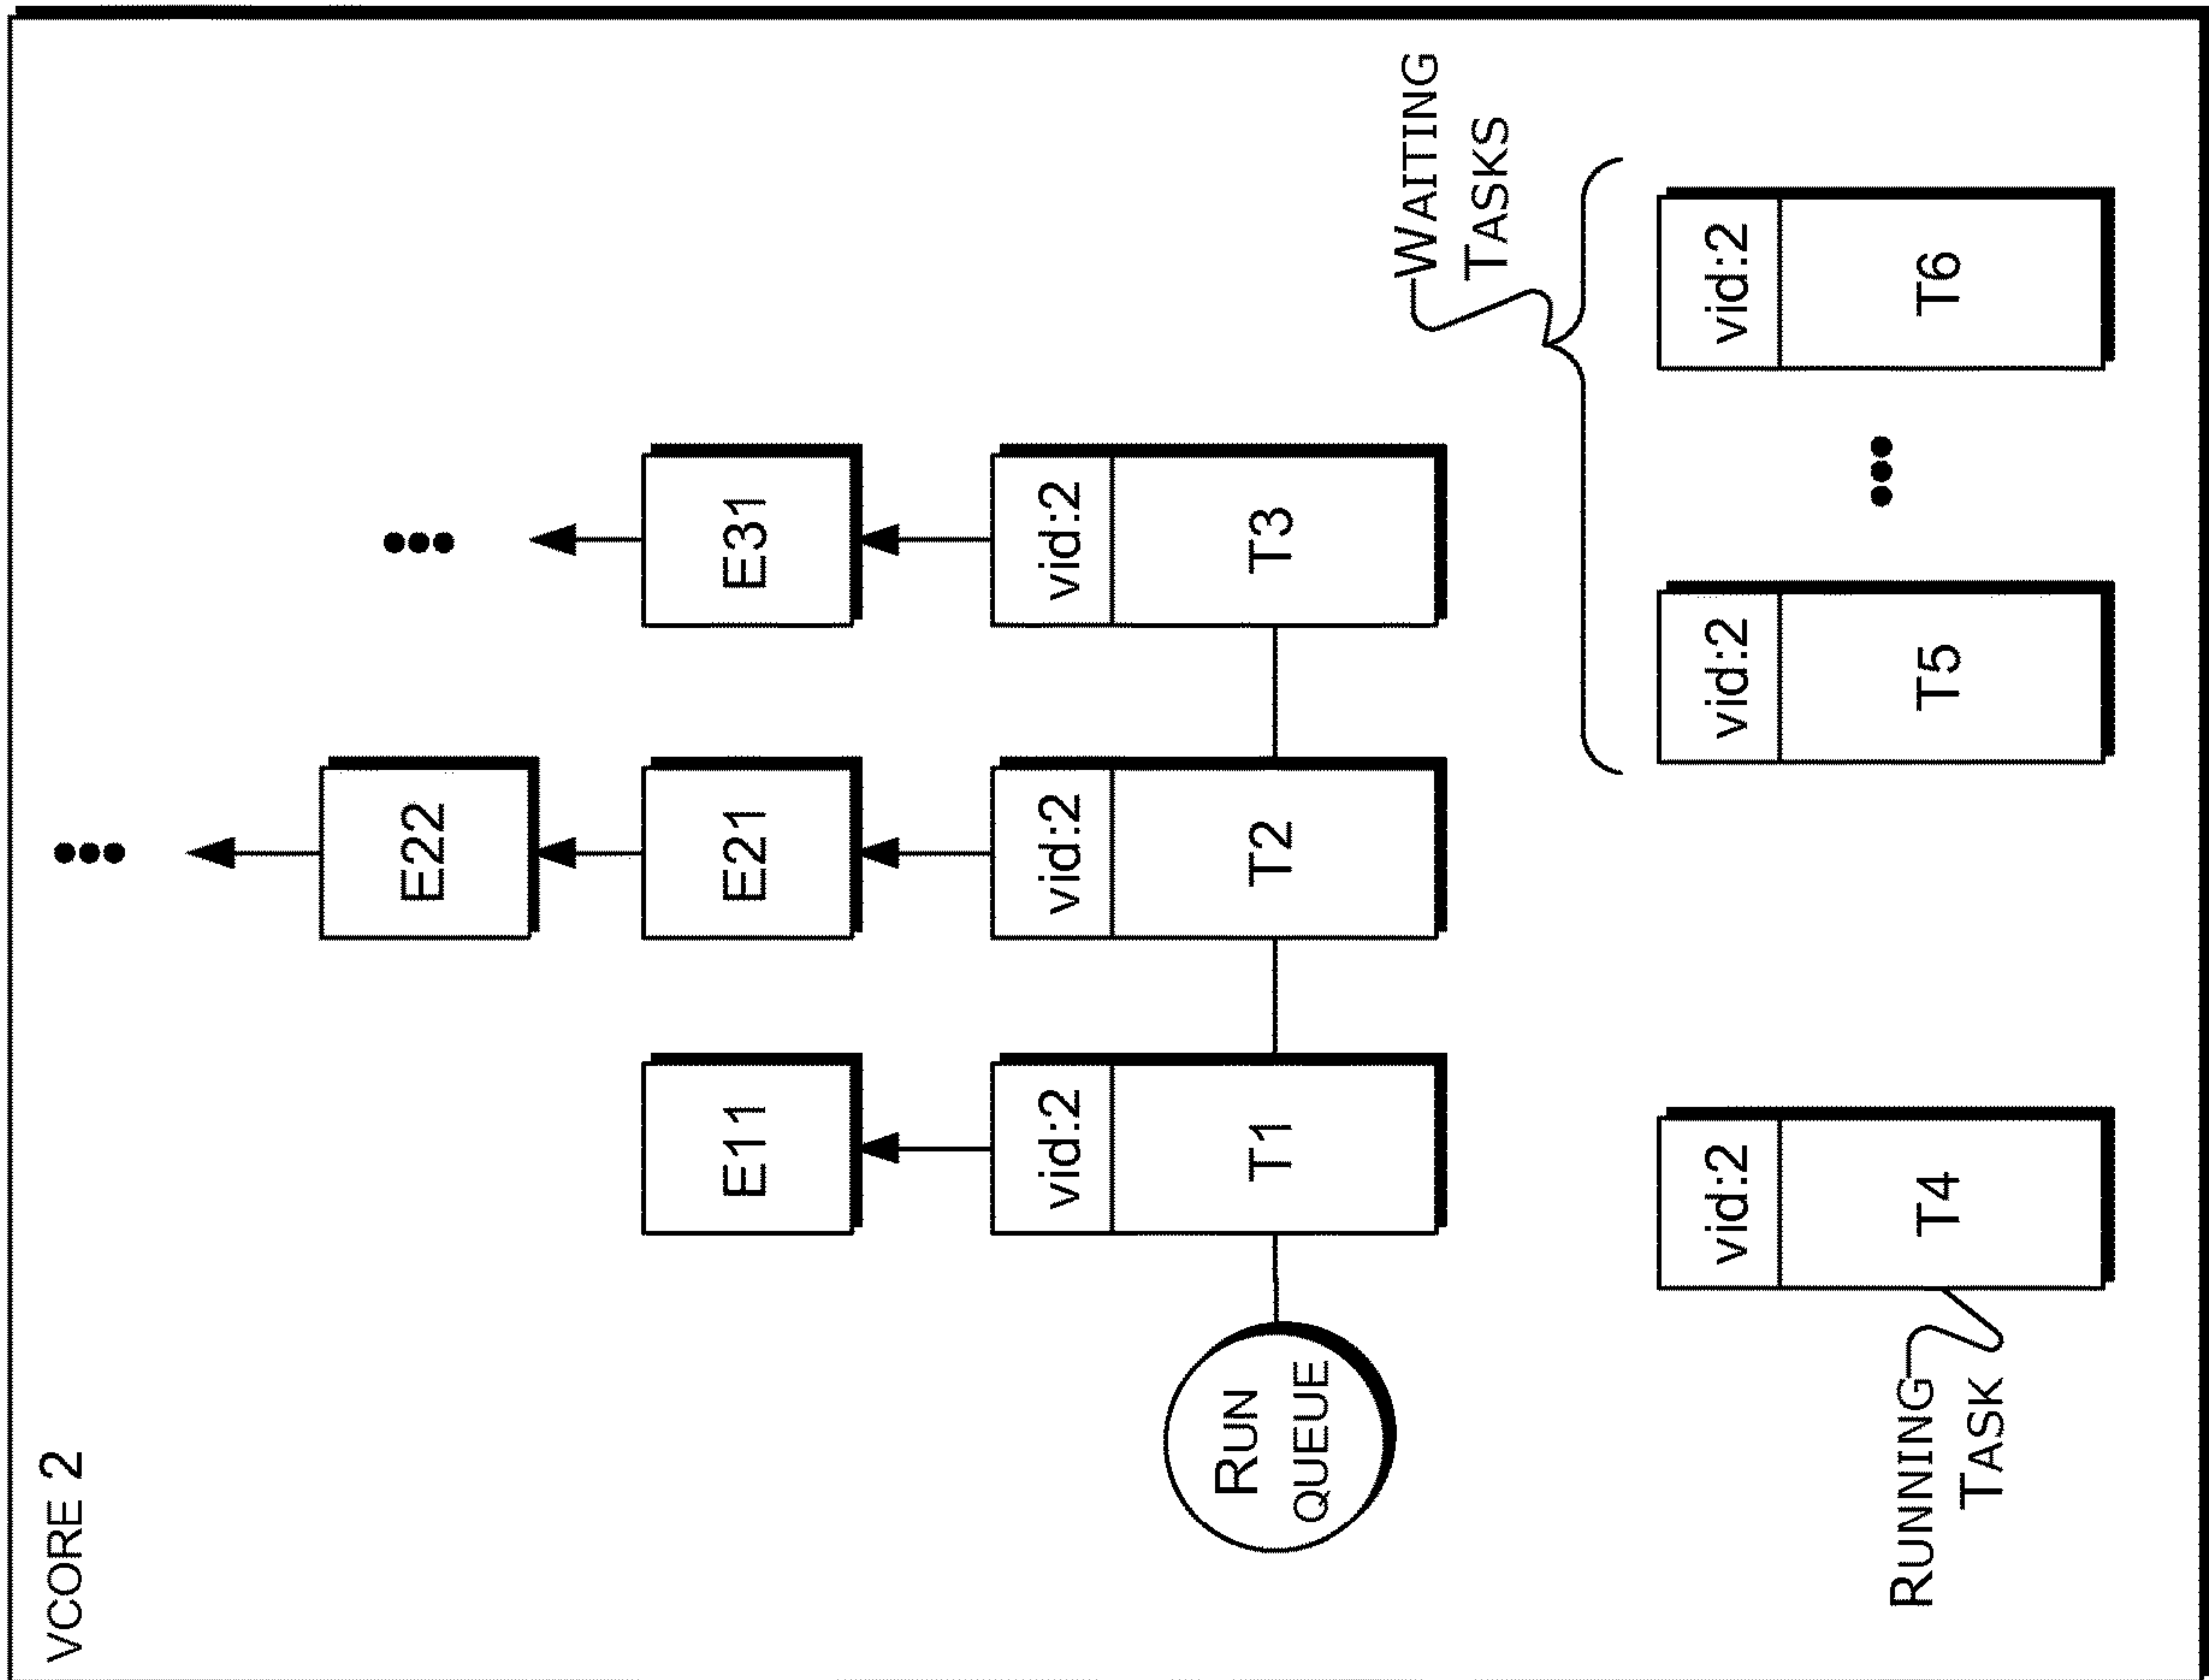 VCORE 2
E22
E11
E21
E31
vid:2
vid:2
vid:2
RUN
QUEUE
T1
T2
T3
WAITING
TASKS
vid:2
vid:2
vid:2
RUNNING
TASK
T4
T5
T6